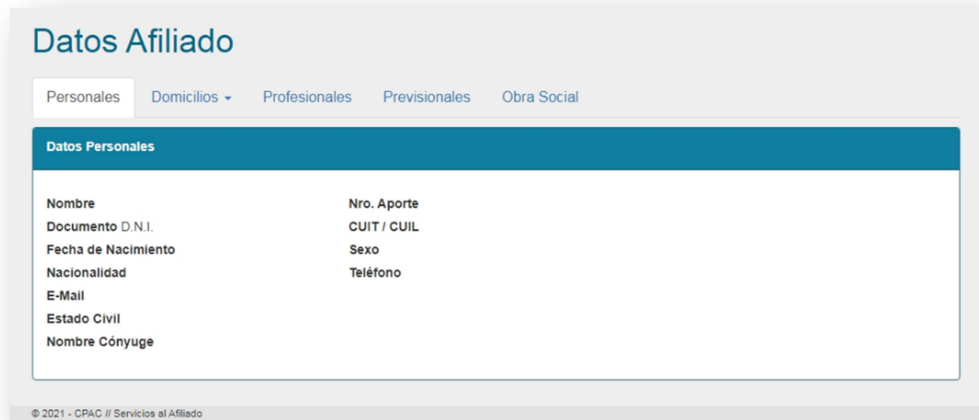 Datos Afiliado
Personales Domicilios Profesionales Previsionales Obra Social
Datos Personales
Nombre Nro. Aporte
Documento D.N.I. CUIT / CUIL
Fecha de Nacimiento Sexo
Nacionalidad Teléfono
E-Mail
Estado Civil
Nombre Cónyuge
© 2021 - CPAC // Servicios al Afiliado